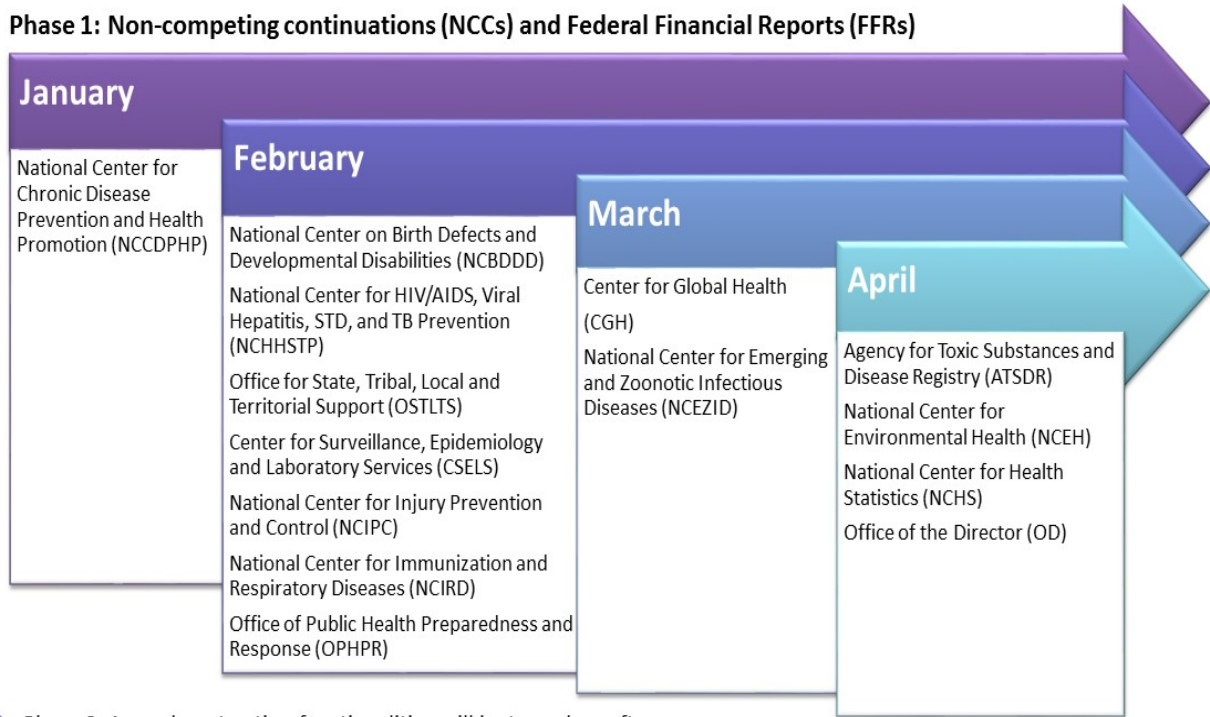 Phase 1: Non-competing continuations (NCCs) and Federal Financial Reports (FFRs)
January
National Center for
Chronic Disease
Prevention and Health
Promotion (NCCDPHP)
February
National Center on Birth Defects and
Developmental Disabilities (NCBDDD)
National Center for HIV/AIDS, Viral
Hepatitis, STD, and TB Prevention
(NCHHSTP)
Office for State, Tribal, Local and
Territorial Support (OSTLTS)
Center for Surveillance, Epidemiology
and Laboratory Services (CSELS)
National Center for Injury Prevention
and Control (NCIPC)
National Center for Immunization and
Respiratory Diseases (NCIRD)
Office of Public Health Preparedness and
Response (OPHPR)
March
Center for Global Health
(CGH)
National Center for Emerging
and Zoonotic Infectious
Diseases (NCEZID)
April
Agency for Toxic Substances and
Disease Registry (ATSDR)
National Center for
Environmental Health (NCEH)
National Center for Health
Statistics (NCHS)
Office of the Director (OD)